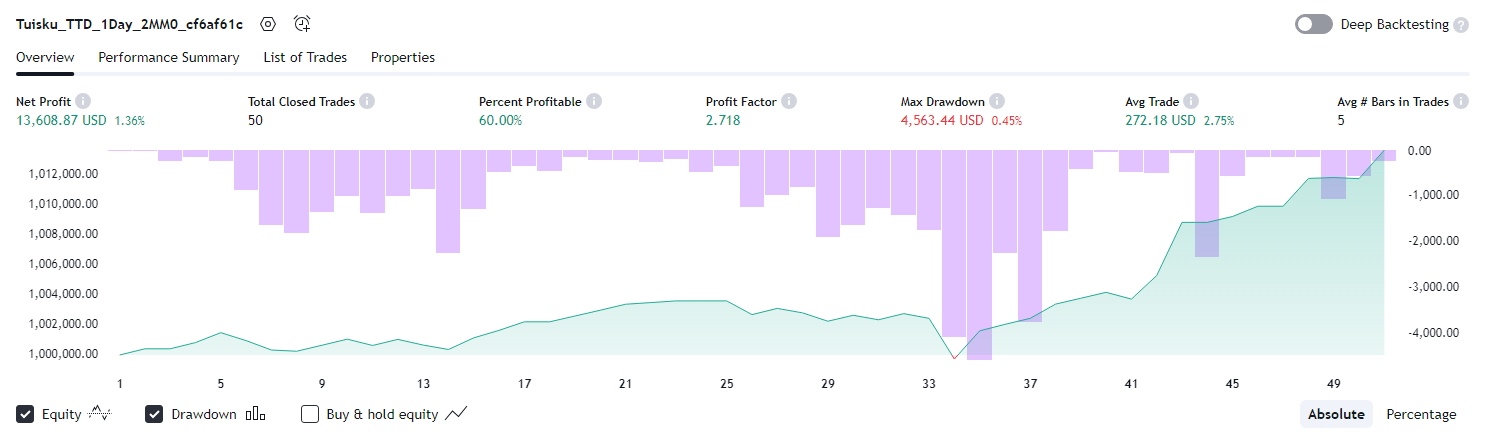 Tuisku_TTD_1Day_2MM0_cf6af61c Deep Backtesting ?
Overview Performance Summary List of Trades Properties
Net Profit Total Closed Trades Percent Profitable Profit Factor Max Drawdown Avg Trade Avg # Bars in Trades
13,608.87 USD 1.36% 50 60.00% 2.718 4,563.44 USD 0.45% 272.18 USD 2.75% 5
0.00
1,012,000.00
-1,000.00
1,010,000.00
1,008,000.00
-2,000.00
1,006,000.00
-3,000.00
1,004,000.00
1,002,000.00
-4,000.00
1,000,000.00
1 5 9 13 17 21 25 29 33 37 41 45 49
Equity Drawdown Buy & hold equity Absolute Percentage